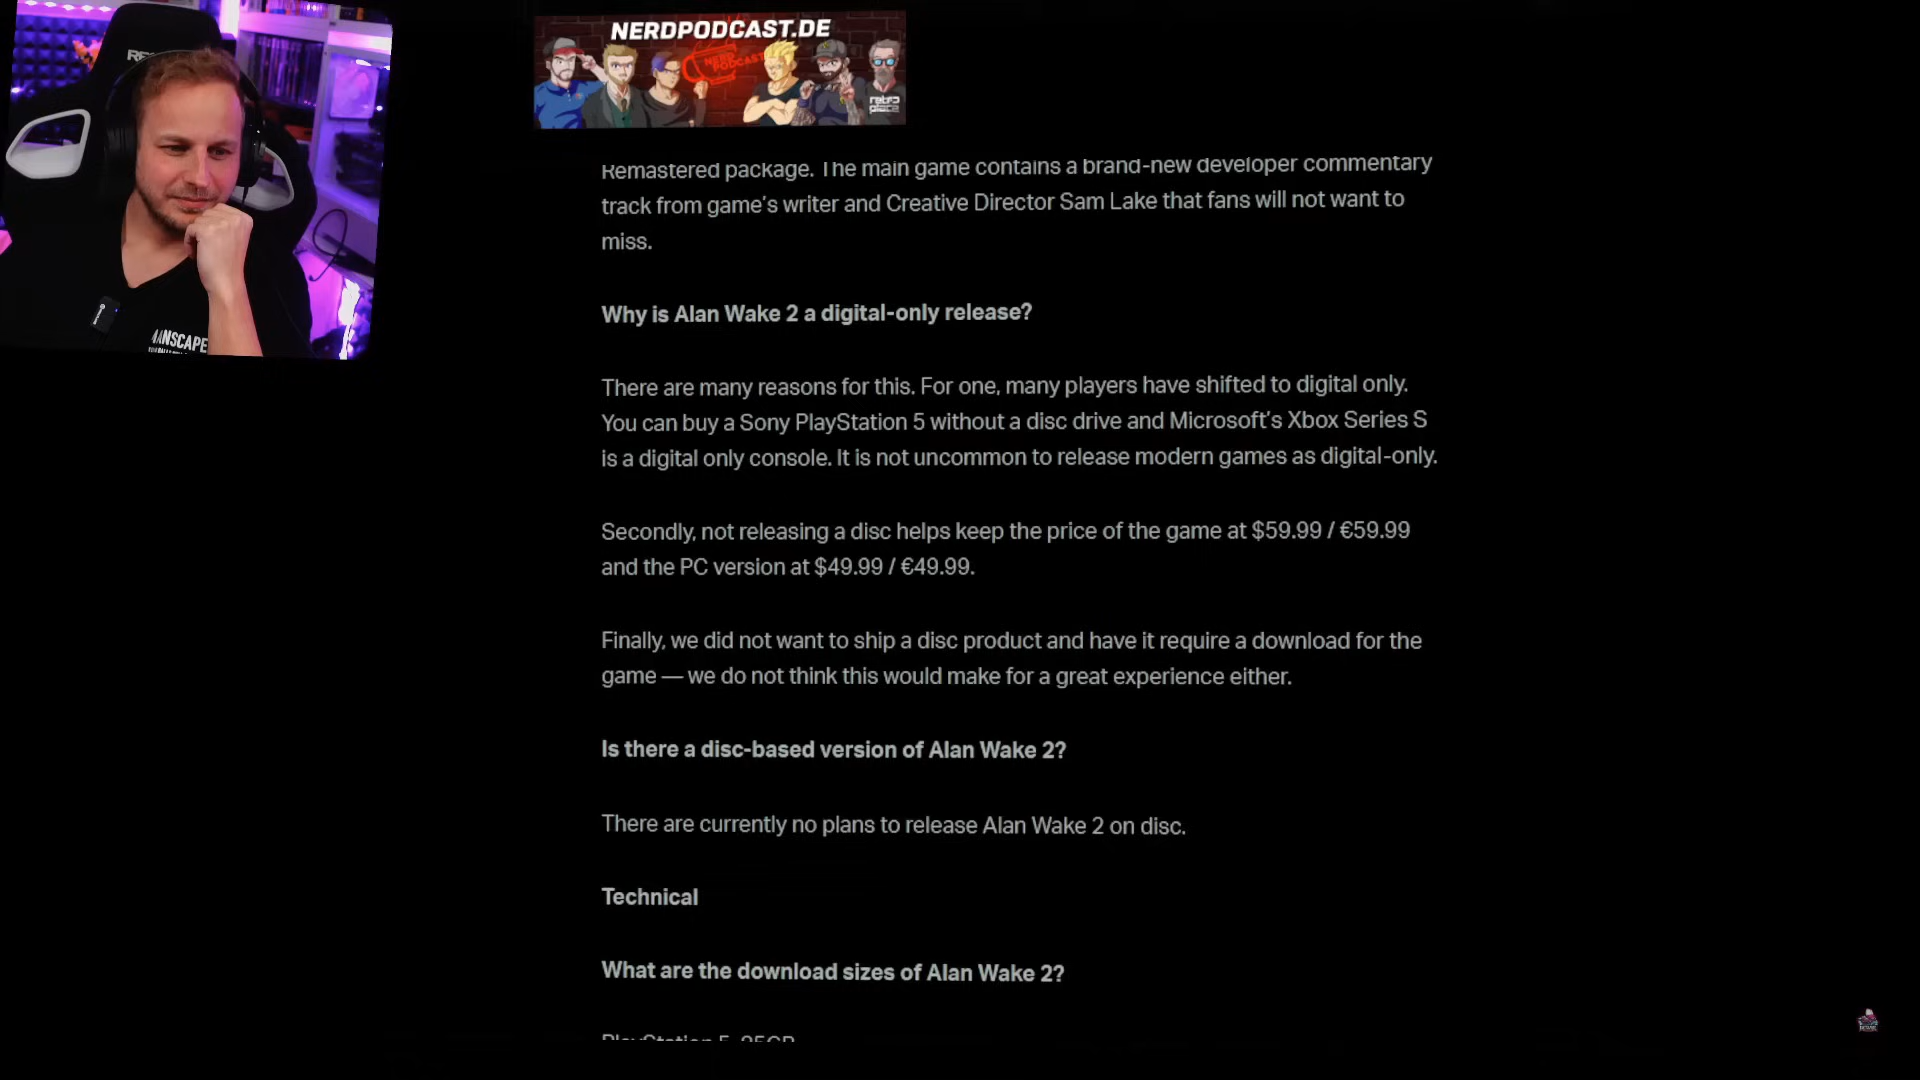 NERDPODCAST.DE
NERD
PODCAST
retro
place
Remastered package. The main game contains a brand-new developer commentary
track from game's writer and Creative Director Sam Lake that fans will not want to
miss.
Why is Alan Wake 2 a digital-only release?
There are many reasons for this. For one, many players have shifted to digital only.
You can buy a Sony PlayStation 5 without a disc drive and Microsoft's Xbox Series S
is a digital only console. It is not uncommon to release modern games as digital-only.
Secondly, not releasing a disc helps keep the price of the game at $59.99 / €59.99
and the PC version at $49.99 / €49.99.
Finally, we did not want to ship a disc product and have it require a download for the
game — we do not think this would make for a great experience either.
Is there a disc-based version of Alan Wake 2?
There are currently no plans to release Alan Wake 2 on disc.
Technical
What are the download sizes of Alan Wake 2?
PlayStation 5